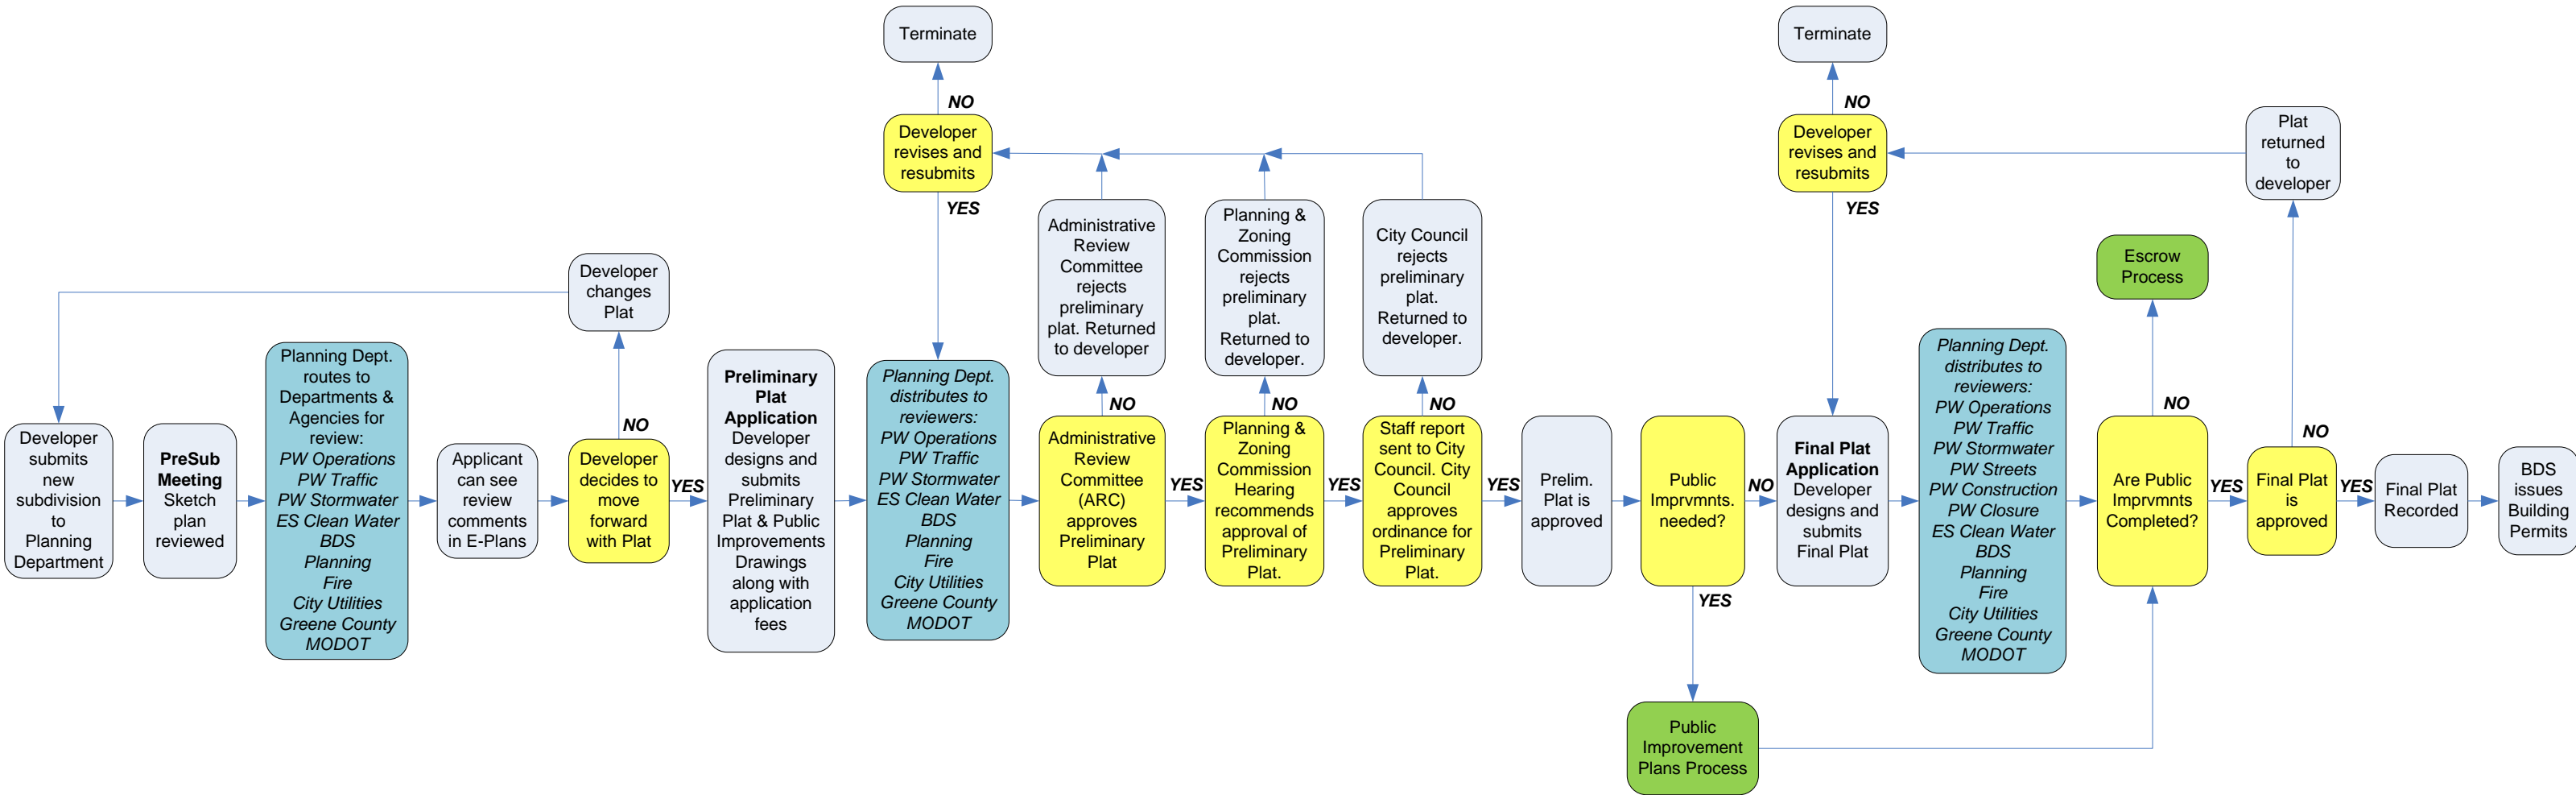 Terminate
NO
Developer
revises and
resubmits
YES
Terminate
NO
Developer
revises and
resubmits
YES
Plat
returned
to
developer
Administrative
Review
Committee
rejects
preliminary
plat. Returned
to developer
Planning &
Zoning
Commission
rejects
preliminary
plat.
Returned to
developer.
City Council
rejects
preliminary
plat.
Returned to
developer.
Escrow
Process
Developer
changes
Plat
Developer
submits
new
subdivision
to
Planning
Department
PreSub
Meeting
Sketch
plan
reviewed
Planning Dept.
routes to
Departments &
Agencies for
review:
PW Operations
PW Traffic
PW Stormwater
ES Clean Water
BDS
Planning
Fire
City Utilities
Greene County
MODOT
Applicant
can see
review
comments
in E-Plans
NO
Developer
decides to
move
forward
with Plat
YES
Preliminary
Plat
Application
Developer
designs and
submits
Preliminary
Plat & Public
Improvements
Drawings
along with
application
fees
Planning Dept.
distributes to
reviewers:
PW Operations
PW Traffic
PW Stormwater
ES Clean Water
BDS
Planning
Fire
City Utilities
Greene County
MODOT
NO
Administrative
Review
Committee
(ARC)
approves
Preliminary
Plat
YES
NO
Planning &
Zoning
Commission
Hearing
recommends
approval of
Preliminary
Plat.
YES
NO
Staff report
sent to City
Council. City
Council
approves
ordinance for
Preliminary
Plat.
YES
Prelim.
Plat is
approved
Public
Imprvmnts.
needed?
NO
YES
Final Plat
Application
Developer
designs and
submits
Final Plat
Planning Dept.
distributes to
reviewers:
PW Operations
PW Traffic
PW Stormwater
PW Streets
PW Construction
PW Closure
ES Clean Water
BDS
Planning
Fire
City Utilities
Greene County
MODOT
NO
Are Public
Imprvmnts
Completed?
YES
NO
Final Plat
is
approved
YES
Final Plat
Recorded
BDS
issues
Building
Permits
Public
Improvement
Plans Process